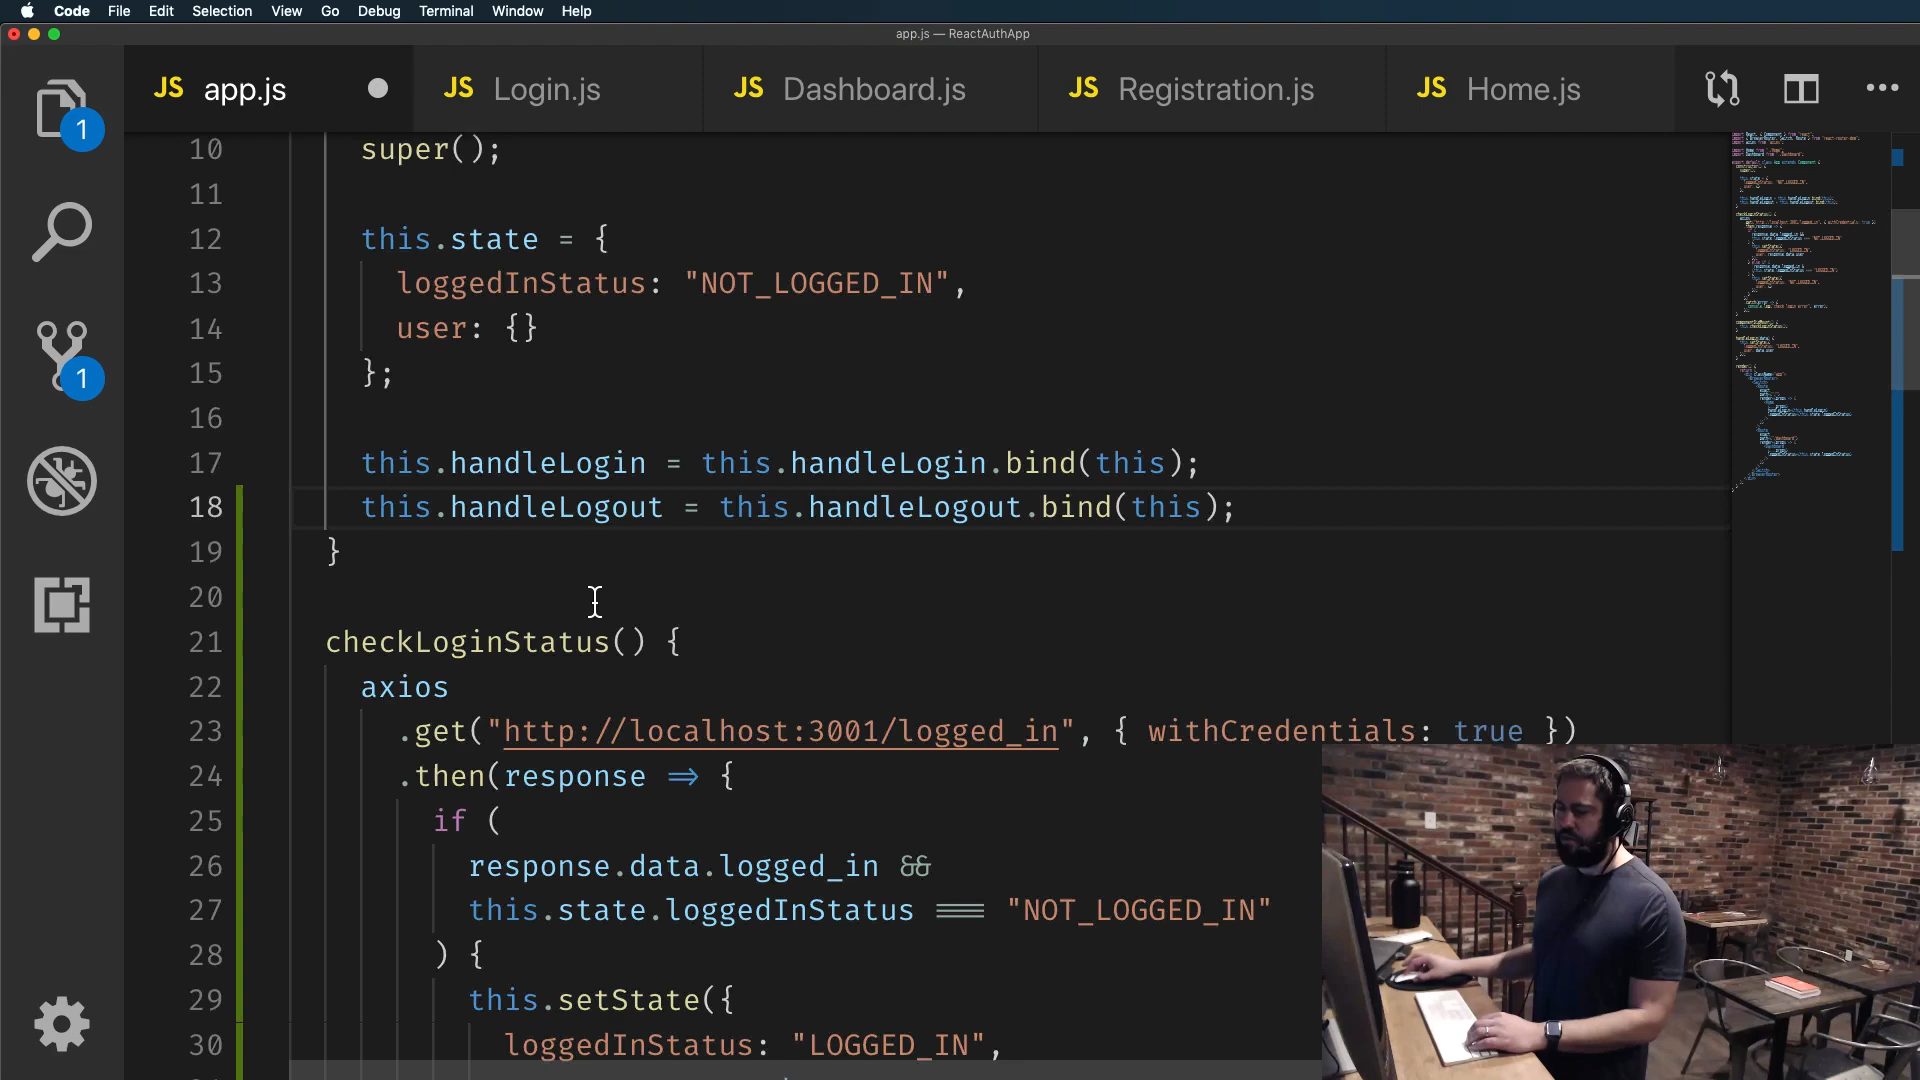 Code File Edit Selection View Go Debug Terminal Window Help
app.js — ReactAuthApp
JS app.js JS Login.js JS Dashboard.js JS Registration.js JS Home.js
1
1
10 super();
11
12 this.state = {
13 loggedInStatus: "NOT_LOGGED_IN",
14 user: {}
15 };
16
17 this.handleLogin = this.handleLogin.bind(this);
18 this.handleLogout = this.handleLogout.bind(this);
19 }
20
21 checkLoginStatus() {
22 axios
23 .get("http://localhost:3001/logged_in", { withCredentials: true })
24 .then(response => {
25 if (
26 response.data.logged_in &&
27 this.state.loggedInStatus === "NOT_LOGGED_IN"
28 ) {
29 this.setState({
30 loggedInStatus: "LOGGED_IN",